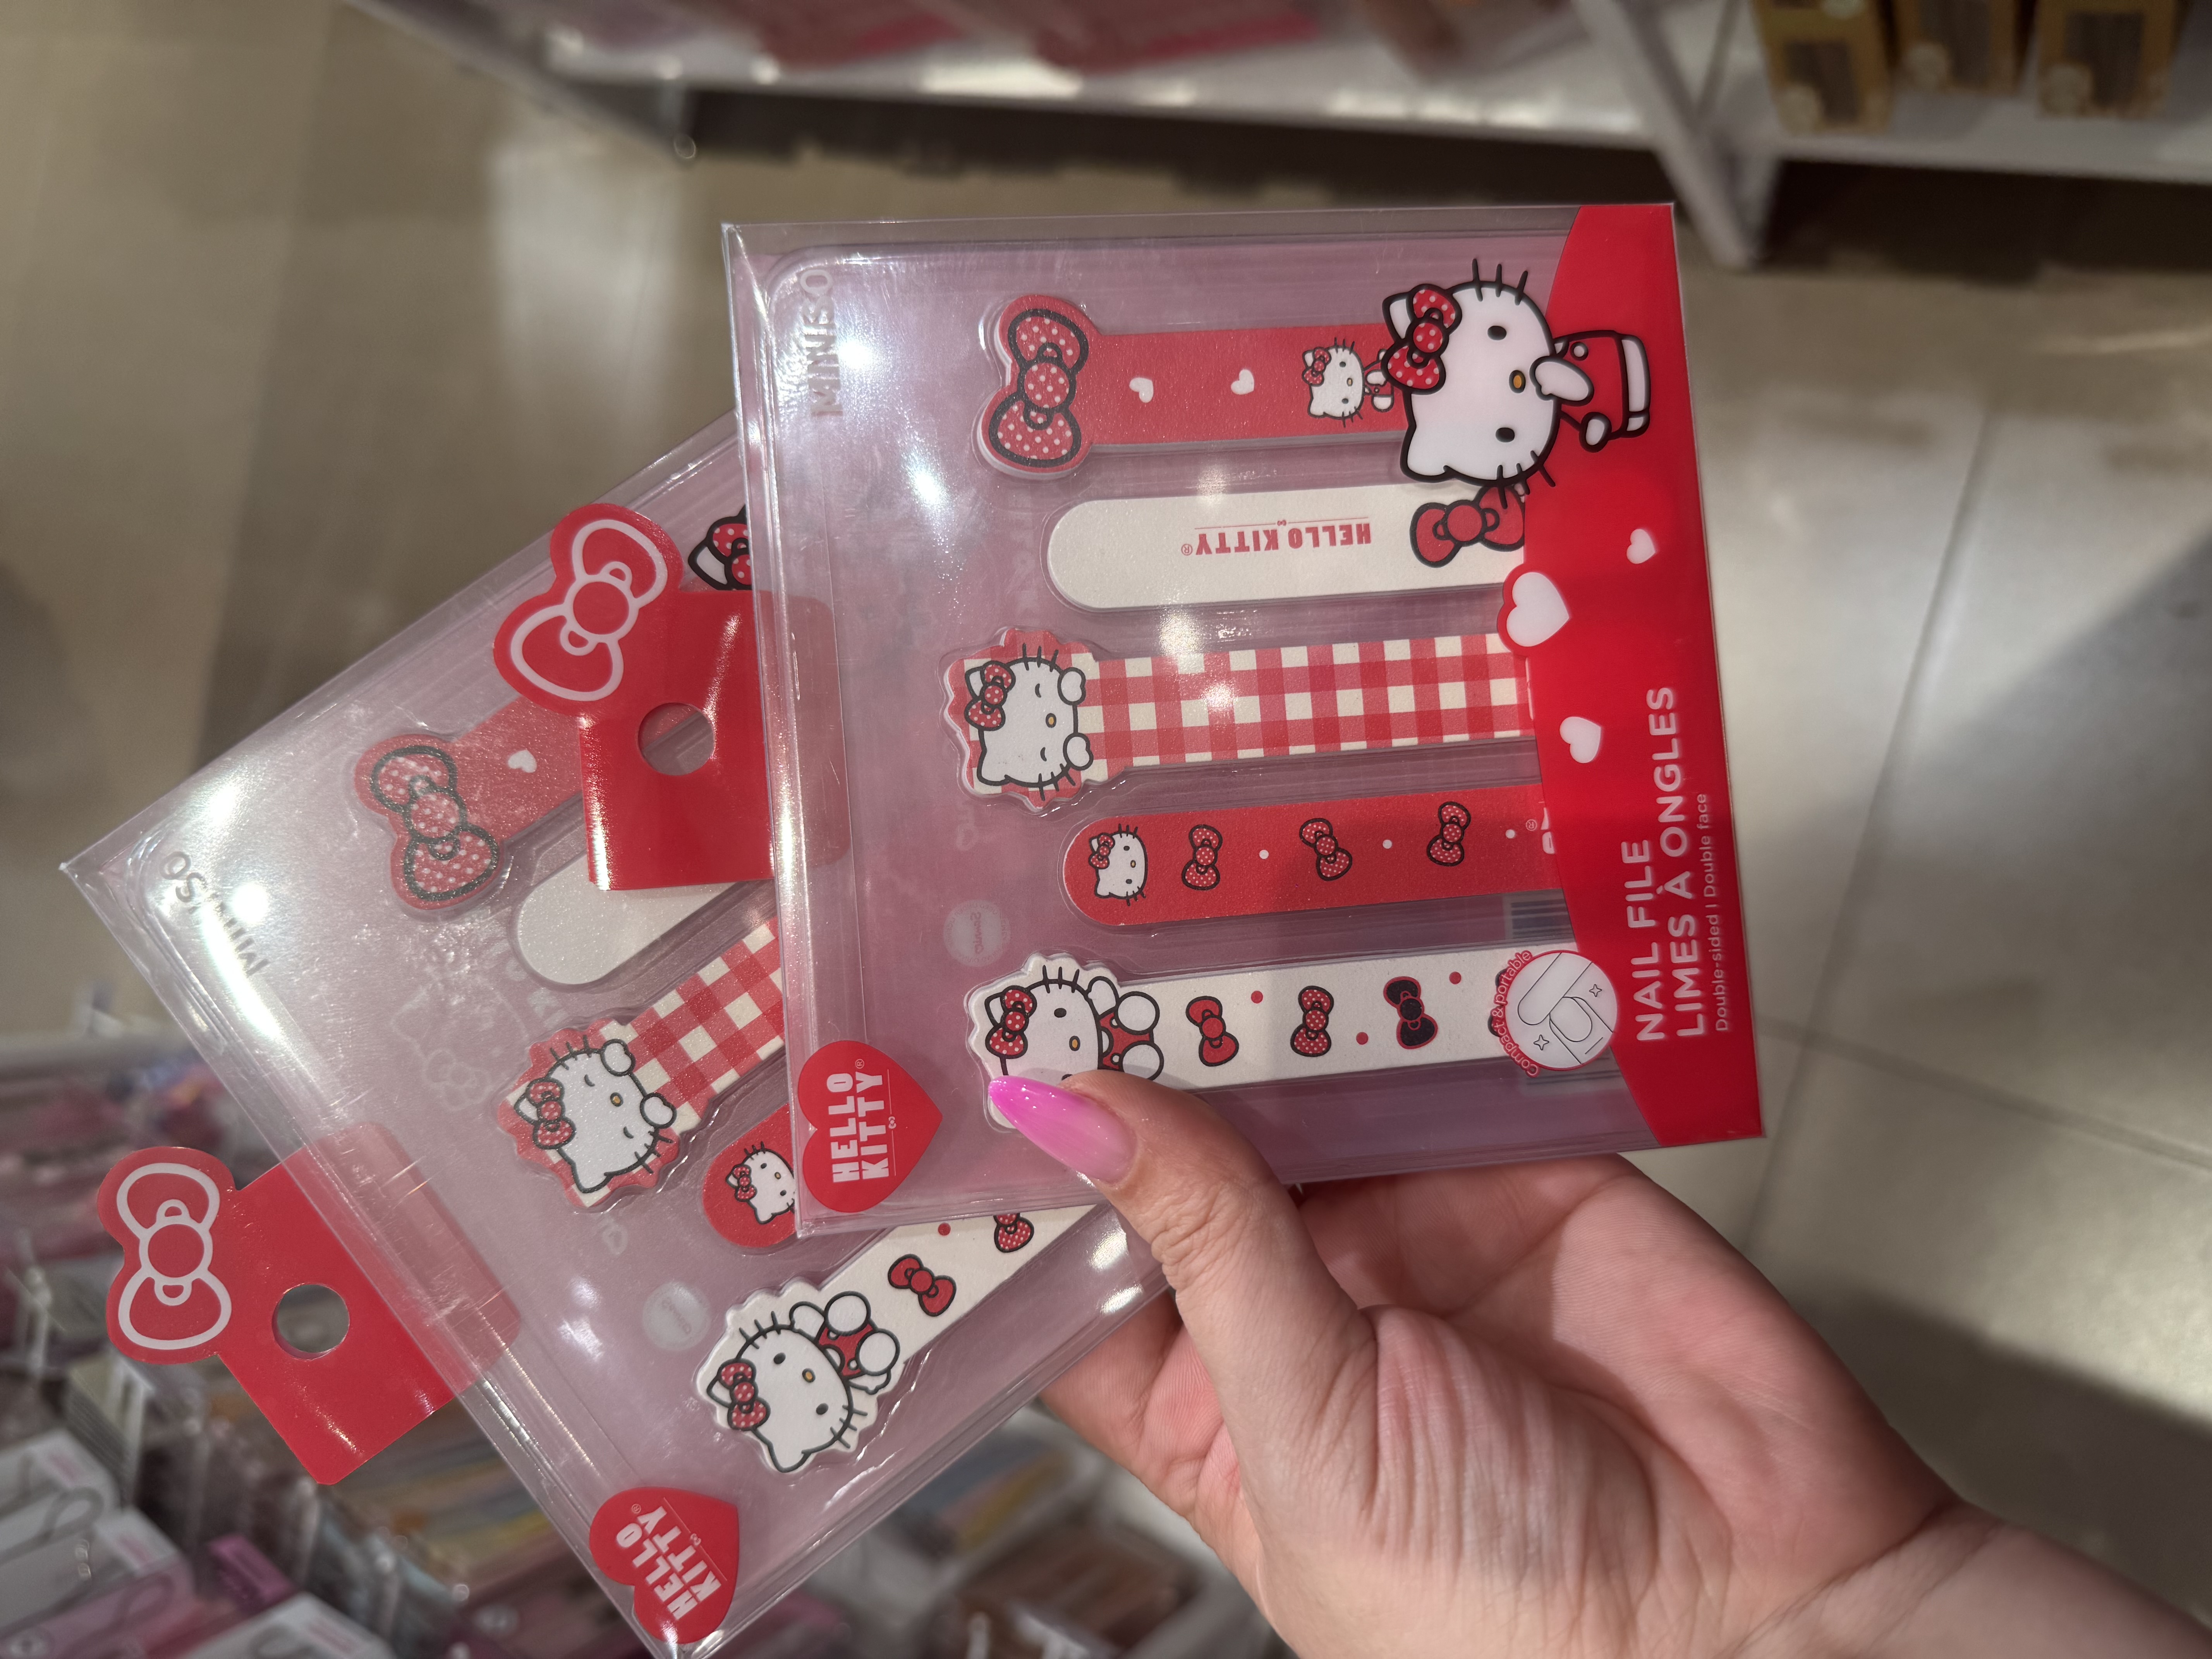 MINISO
HELLO KITTY®
NAIL FILE
LIMES À ONGLES
Double-sided | Double face
Compact & portable
HELLO
KITTY®
MINISO
HELLO
KITTY®